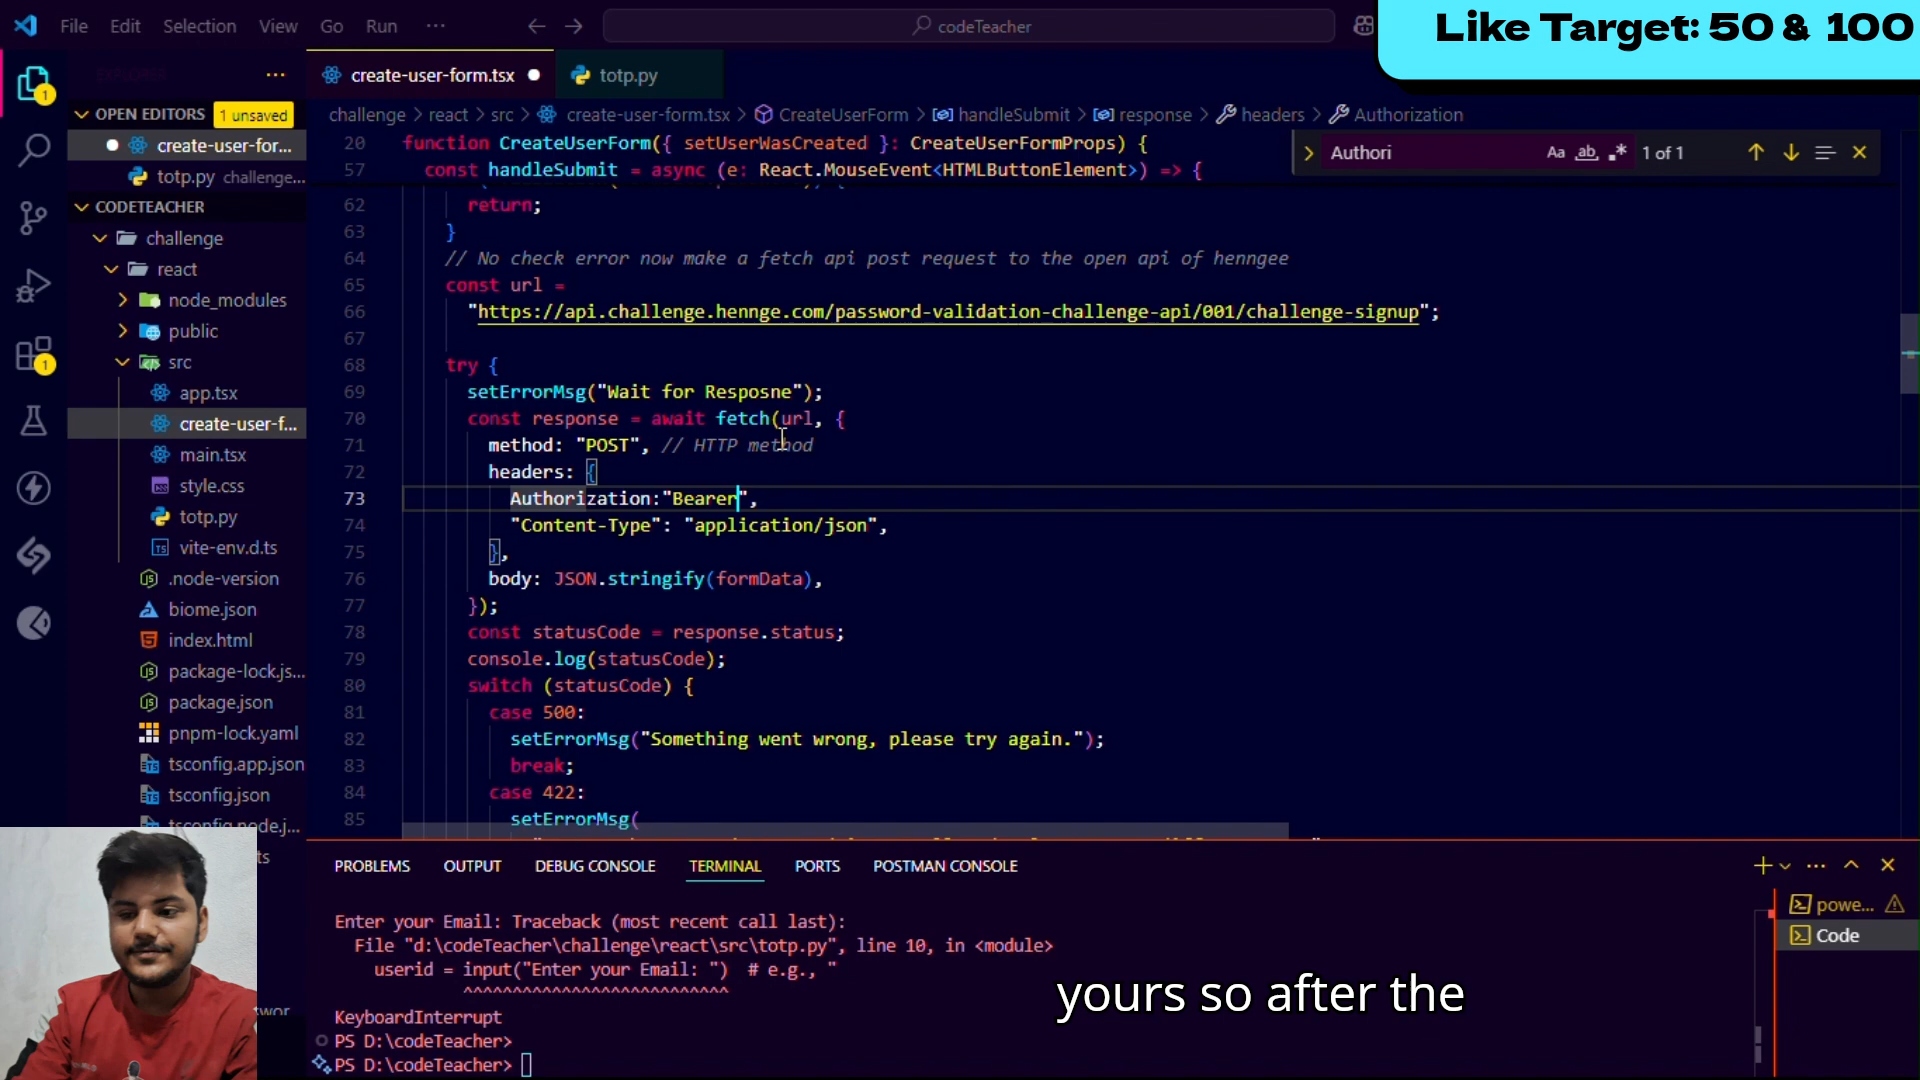 File Edit Selection View Go Run ···
codeTeacher
Like Target: 50 & 100
EXPLORER
OPEN EDITORS 1 unsaved
create-user-for...
totp.py challenge...
CODETEACHER
challenge
react
node_modules
public
src
app.tsx
create-user-f...
main.tsx
style.css
totp.py
vite-env.d.ts
.node-version
biome.json
index.html
package-lock.js...
package.json
pnpm-lock.yaml
tsconfig.app.json
tsconfig.json
tsconfig.node.j...
create-user-form.tsx
totp.py
challenge > react > src > create-user-form.tsx > CreateUserForm > handleSubmit > response > headers > Authorization
Authori Aa ab .* 1 of 1
20 function CreateUserForm({ setUserWasCreated }: CreateUserFormProps) {
57 const handleSubmit = async (e: React.MouseEvent<HTMLButtonElement>) => {
62 return;
63 }
64 // No check error now make a fetch api post request to the open api of henngee
65 const url =
66 "https://api.challenge.hennge.com/password-validation-challenge-api/001/challenge-signup";
67
68 try {
69 setErrorMsg("Wait for Resposne");
70 const response = await fetch(url, {
71 method: "POST", // HTTP method
72 headers: {
73 Authorization:"Bearer",
74 "Content-Type": "application/json",
75 },
76 body: JSON.stringify(formData),
77 });
78 const statusCode = response.status;
79 console.log(statusCode);
80 switch (statusCode) {
81 case 500:
82 setErrorMsg("Something went wrong, please try again.");
83 break;
84 case 422:
85 setErrorMsg(
PROBLEMS OUTPUT DEBUG CONSOLE TERMINAL PORTS POSTMAN CONSOLE
Enter your Email: Traceback (most recent call last):
File "d:\codeTeacher\challenge\react\src\totp.py", line 10, in <module>
userid = input("Enter your Email: ") # e.g., "
^^^^^^^^^^^^^^^^^^^^^^^^^^^
KeyboardInterrupt
PS D:\codeTeacher>
PS D:\codeTeacher>
powe...
Code
yours so after the